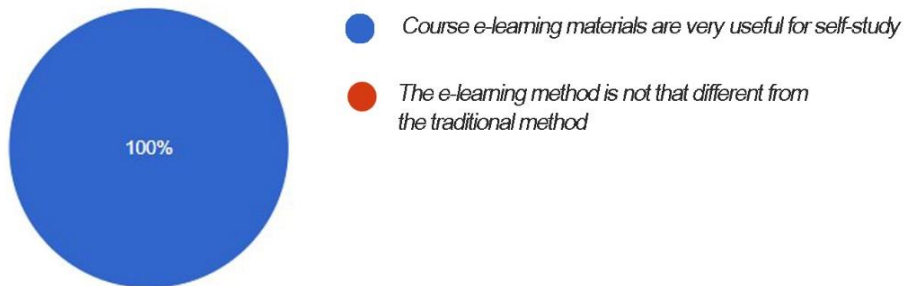 100%
Course e-learning materials are very useful for self-study
The e-learning method is not that different from
the traditional method